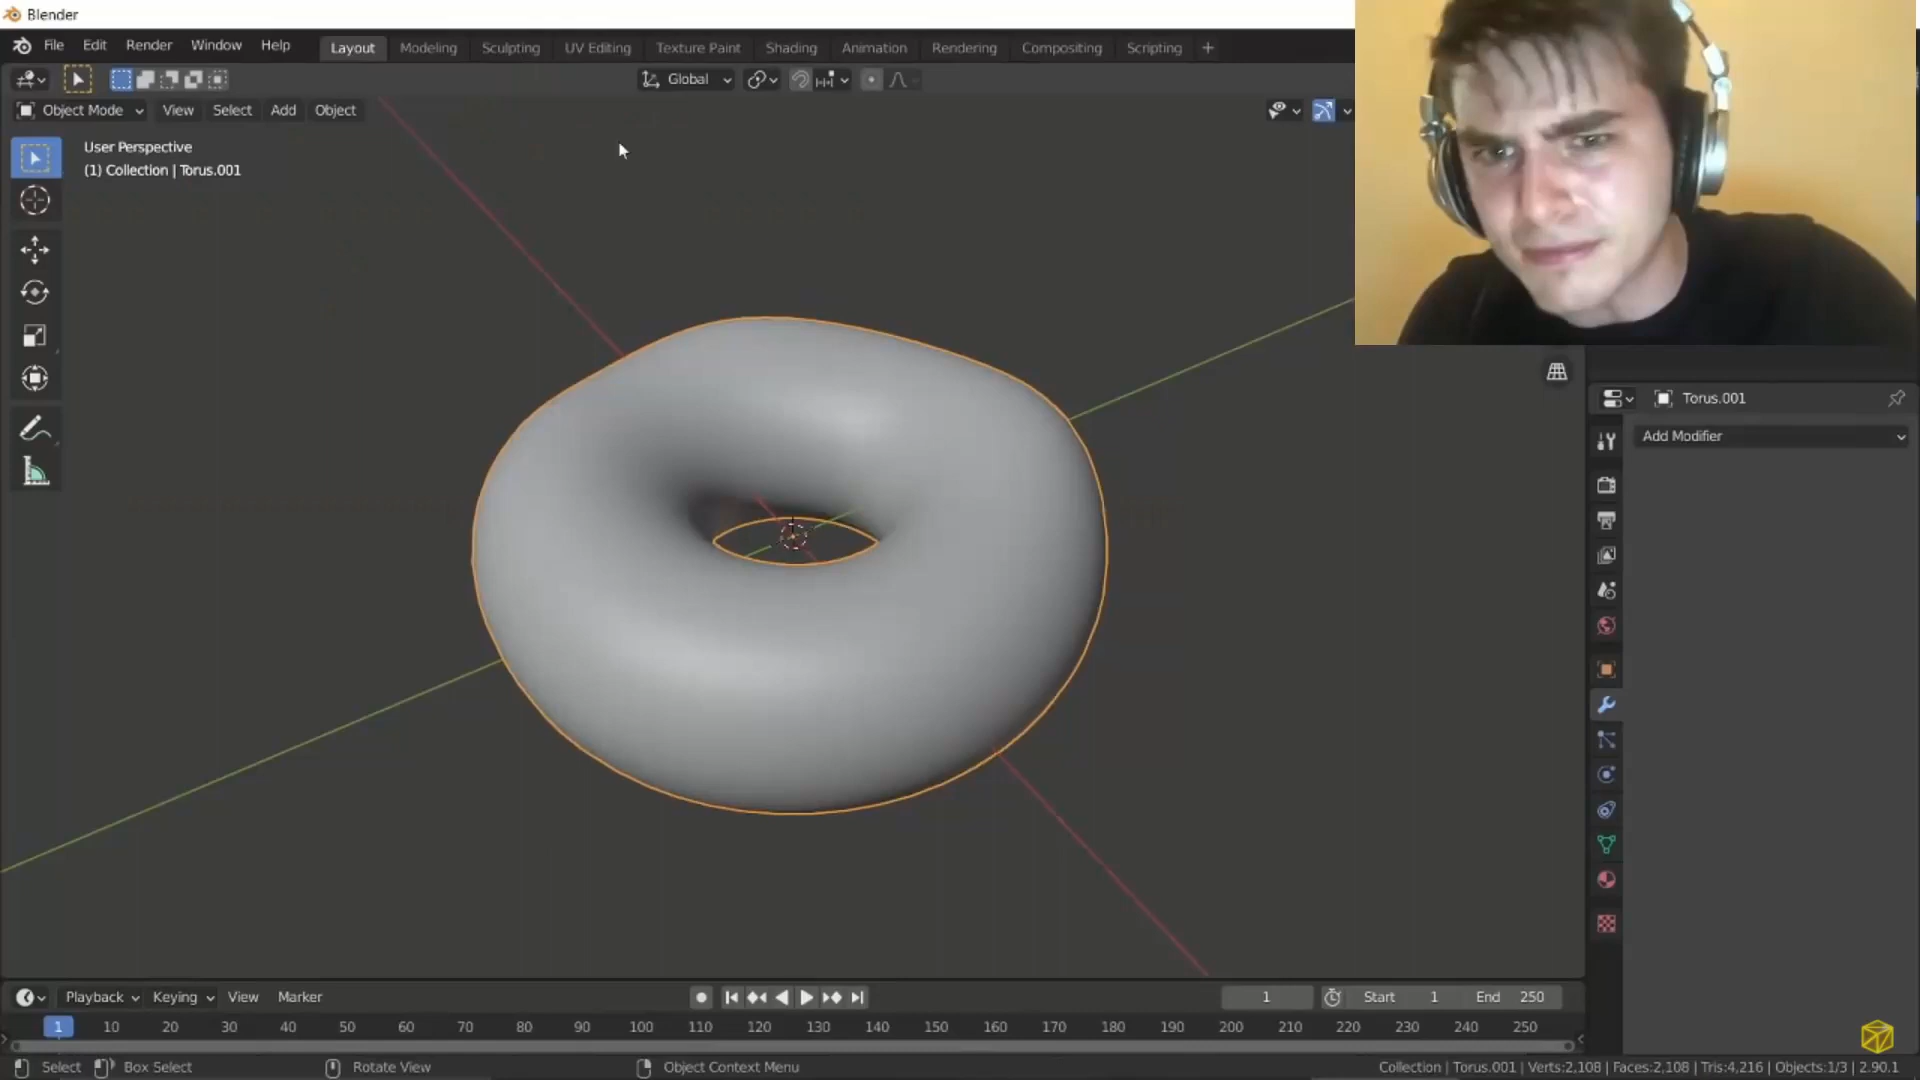 Blender
File Edit Render Window Help Layout Modeling Sculpting UV Editing Texture Paint Shading Animation Rendering Compositing Scripting +
Global
Object Mode View Select Add Object
User Perspective
(1) Collection | Torus.001
Torus.001
Add Modifier
Playback Keying View Marker 1 Start 1 End 250
1 10 20 30 40 50 60 70 80 90 100 110 120 130 140 150 160 170 180 190 200 210 220 230 240 250
Select Box Select Rotate View Object Context Menu Collection | Torus.001 | Verts:2,108 | Faces:2,108 | Tris:4,216 | Objects:1/3 | 2.90.1